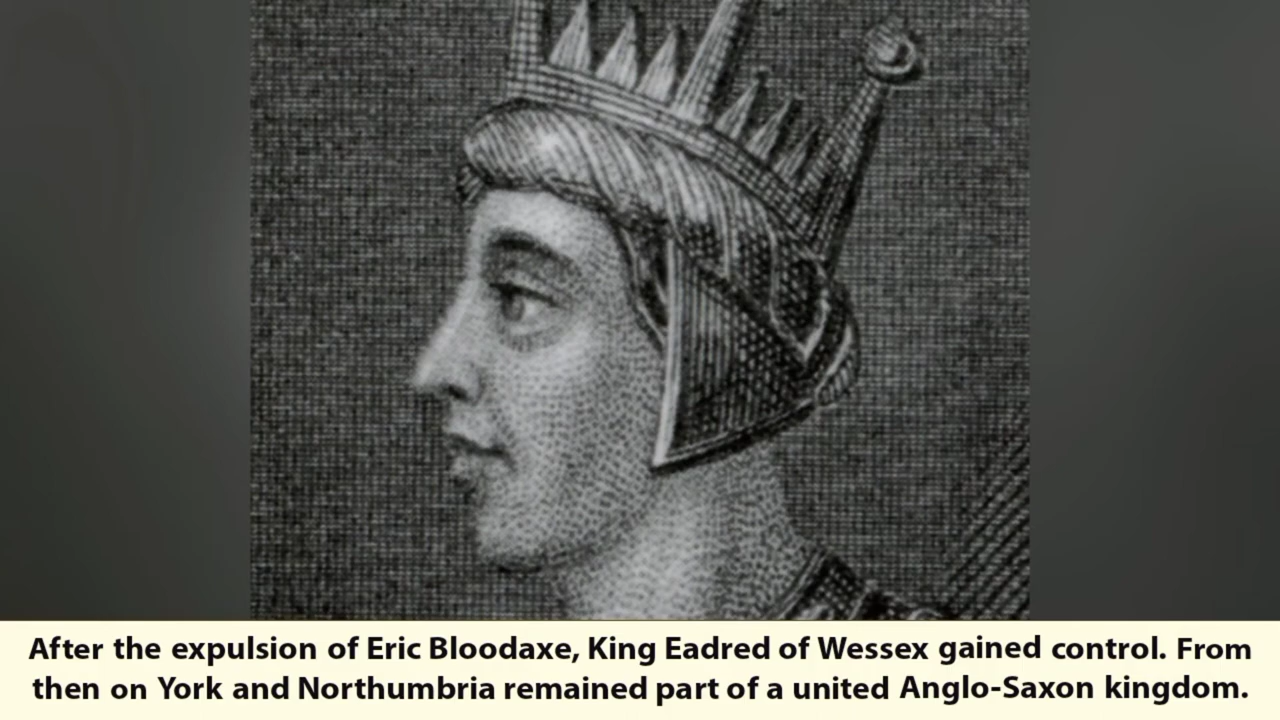 After the expulsion of Eric Bloodaxe, King Eadred of Wessex gained control. From
then on York and Northumbria remained part of a united Anglo-Saxon kingdom.